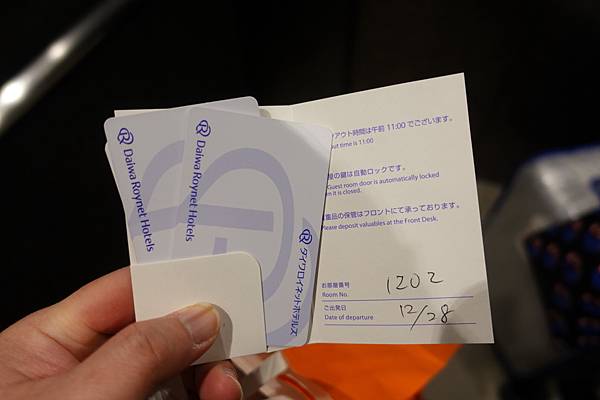 Daiwa Roynet Hotels
Daiwa Roynet Hotels
ダイワロイネットホテルズ
アウト時間は午前 11:00 でございます。
out time is 11:00
屋の鍵は自動ロックです。
Guest room door is automatically locked
en it is closed.
重品の保管はフロントにて承っております。
Please deposit valuables at the Front Desk.
お部屋番号
Room No. 1202
ご出発日
Date of departure 12/28